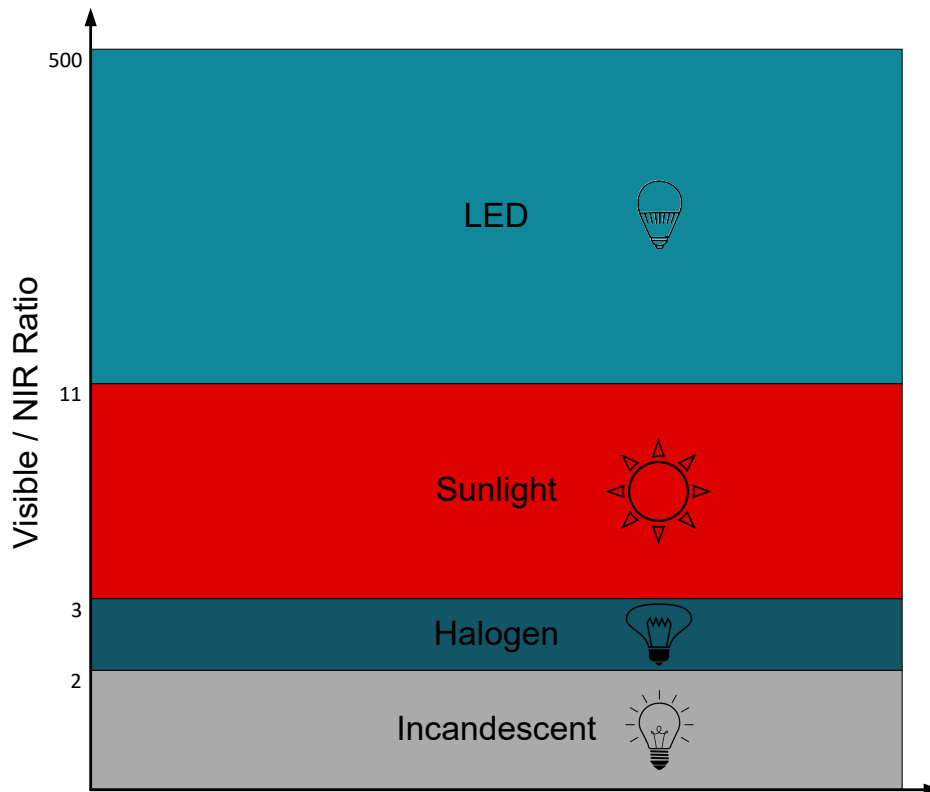 500
LED
Visible / NIR Ratio
11
Sunlight
3
Halogen
2
Incandescent